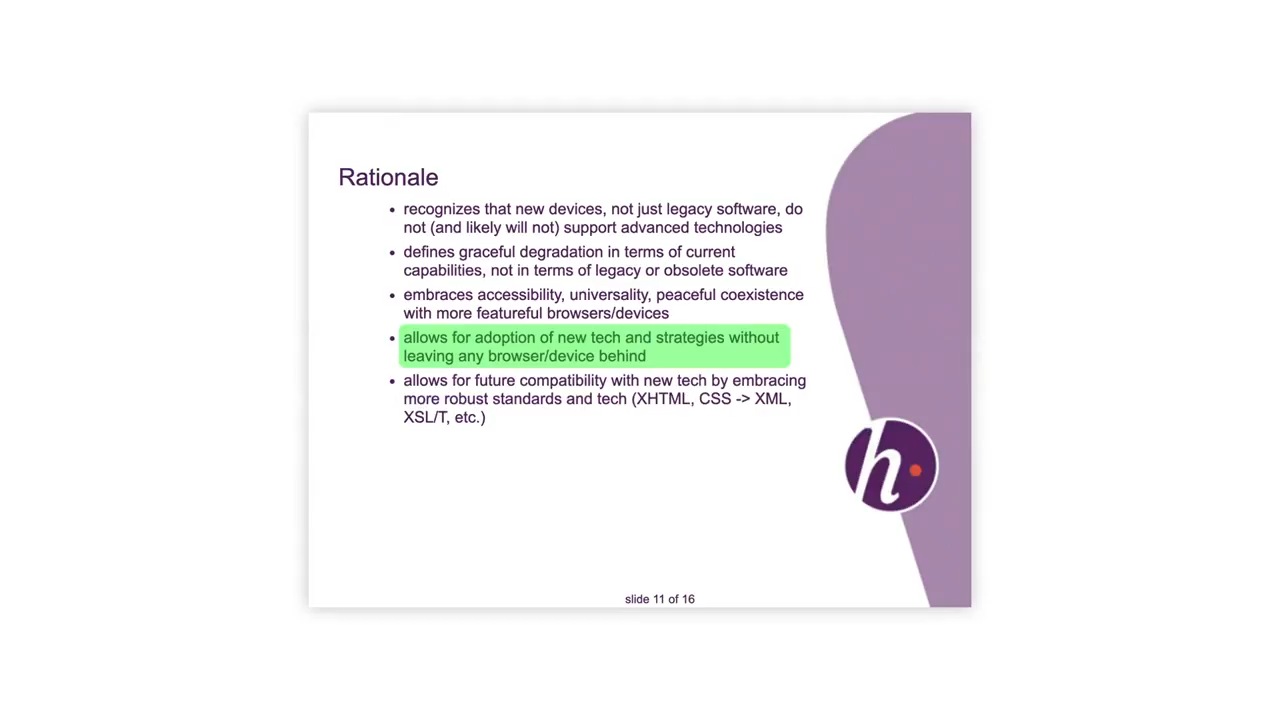 Rationale
• recognizes that new devices, not just legacy software, do
not (and likely will not) support advanced technologies
• defines graceful degradation in terms of current
capabilities, not in terms of legacy or obsolete software
• embraces accessibility, universality, peaceful coexistence
with more featureful browsers/devices
• allows for adoption of new tech and strategies without
leaving any browser/device behind
• allows for future compatibility with new tech by embracing
more robust standards and tech (XHTML, CSS -> XML,
XSL/T, etc.)
h
slide 11 of 16